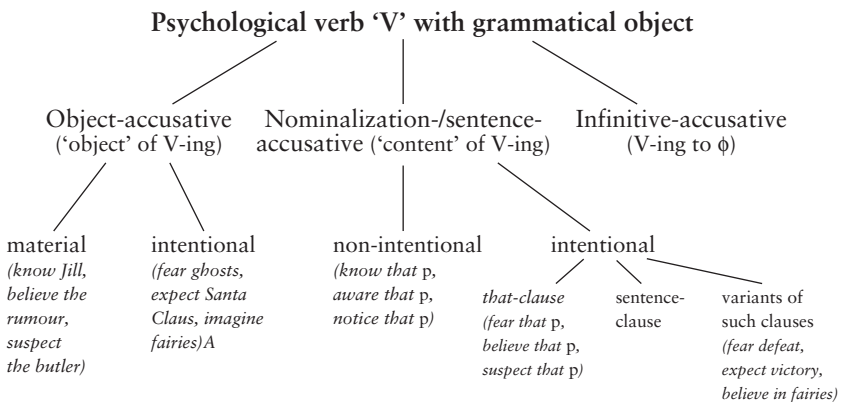 Psychological verb ‘V’ with grammatical object
Object-accusative
(‘object’ of V-ing)
Nominalization-/sentence-
accusative (‘content’ of V-ing)
Infinitive-accusative
(V-ing to ϕ)
material
(know Jill,
believe the
rumour,
suspect
the butler)
intentional
(fear ghosts,
expect Santa
Claus, imagine
fairies)A
non-intentional
(know that p,
aware that p,
notice that p)
intentional
that-clause
(fear that p,
believe that p,
suspect that p)
sentence-
clause
variants of
such clauses
(fear defeat,
expect victory,
believe in fairies)